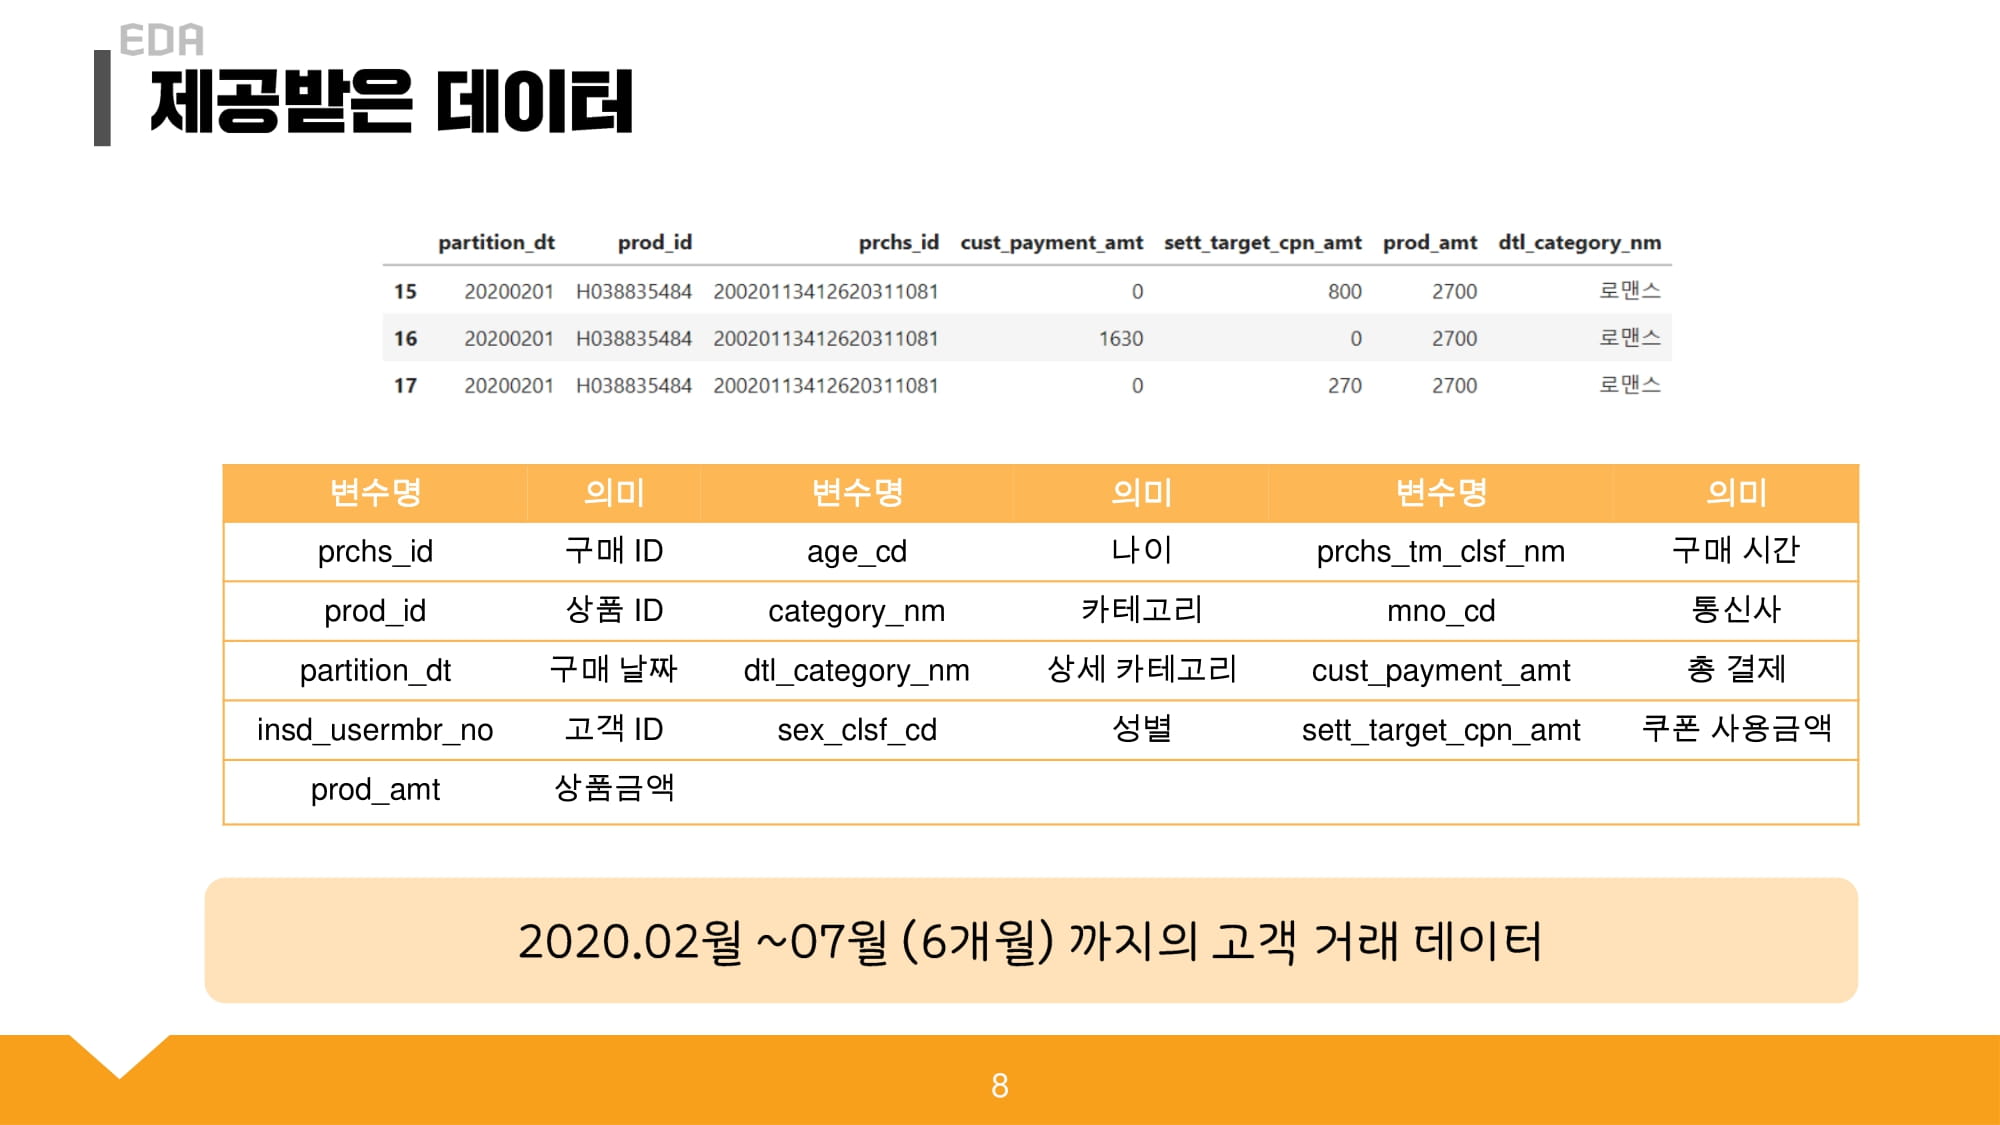 EDA
제공받은 데이터
partition_dt prod_id prchs_id cust_payment_amt sett_target_cpn_amt prod_amt dtl_category_nm
15 20200201 H038835484 20020113412620311081 0 800 2700 로맨스
16 20200201 H038835484 20020113412620311081 1630 0 2700 로맨스
17 20200201 H038835484 20020113412620311081 0 270 2700 로맨스
변수명 의미 변수명 의미 변수명 의미
prchs_id 구매 ID age_cd 나이 prchs_tm_clsf_nm 구매 시간
prod_id 상품 ID category_nm 카테고리 mno_cd 통신사
partition_dt 구매 날짜 dtl_category_nm 상세 카테고리 cust_payment_amt 총 결제
insd_usermbr_no 고객 ID sex_clsf_cd 성별 sett_target_cpn_amt 쿠폰 사용금액
prod_amt 상품금액
2020.02월 ~07월 (6개월) 까지의 고객 거래 데이터
8